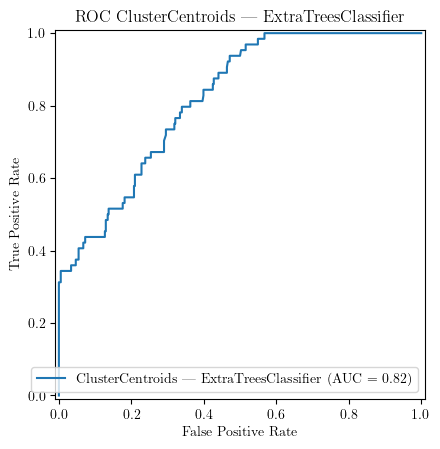 ROC ClusterCentroids — ExtraTreesClassifier
1.0
0.8
0.6
0.4
0.2
0.0
True Positive Rate
ClusterCentroids — ExtraTreesClassifier (AUC = 0.82)
0.0 0.2 0.4 0.6 0.8 1.0
False Positive Rate